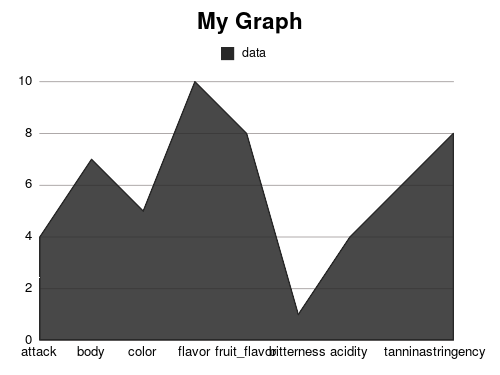 My Graph
data
10
8
6
4
2
0
attack body color flavor fruit_flavor bitterness acidity tannin astringency